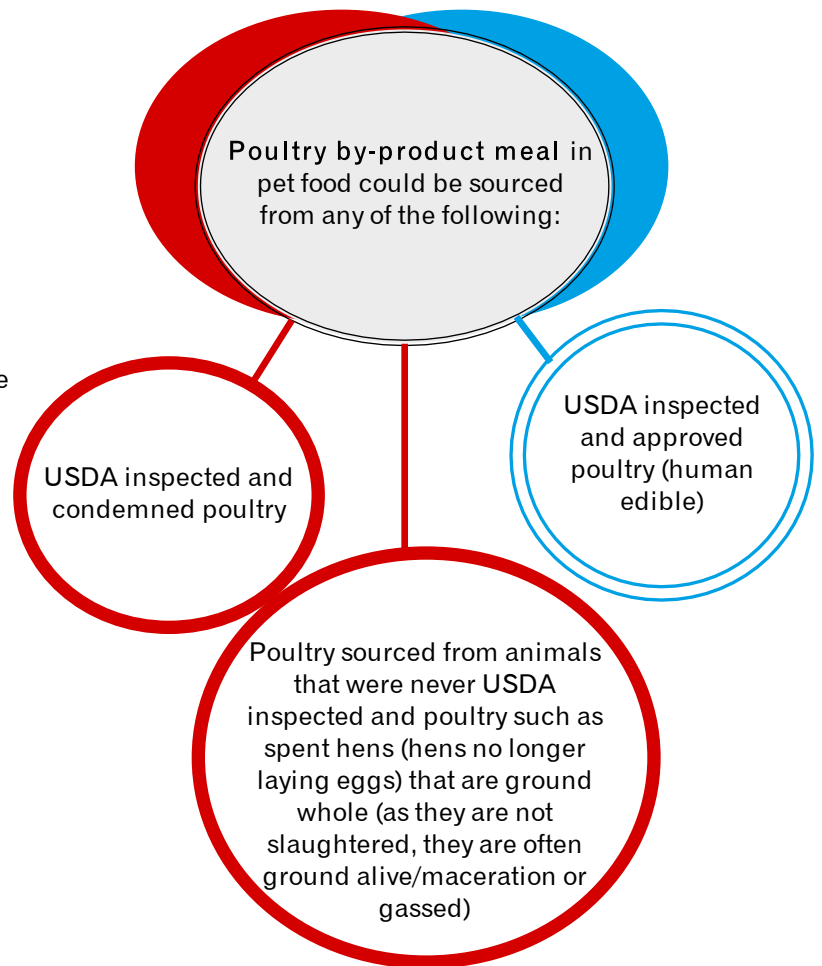 Poultry by-product meal in
pet food could be sourced
from any of the following:
e
USDA inspected and
condemned poultry
USDA inspected
and approved
poultry (human
edible)
Poultry sourced from animals
that were never USDA
inspected and poultry such as
spent hens (hens no longer
laying eggs) that are ground
whole (as they are not
slaughtered, they are often
ground alive/maceration or
gassed)